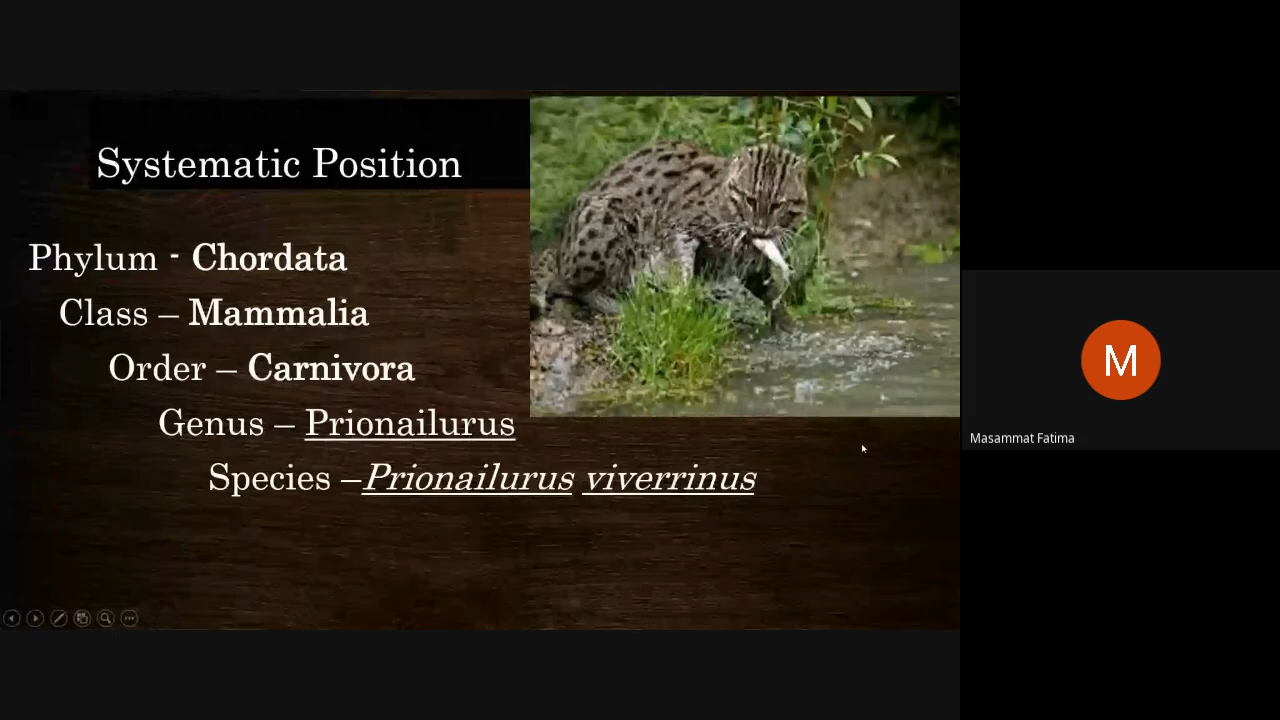 Systematic Position
Phylum - Chordata
Class – Mammalia
Order – Carnivora
Genus – Prionailurus
Species –Prionailurus viverrinus
M
Masammat Fatima